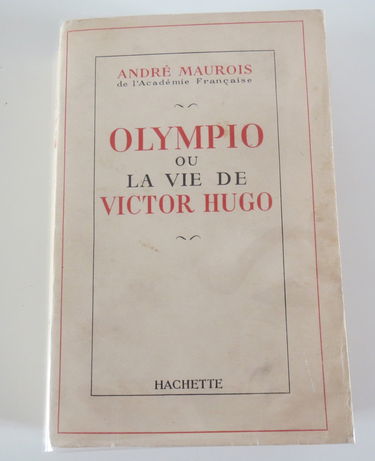 ANDRÉ MAUROIS
de l'Académie Française
OLYMPIO
OU
LA VIE DE
VICTOR HUGO
HACHETTE